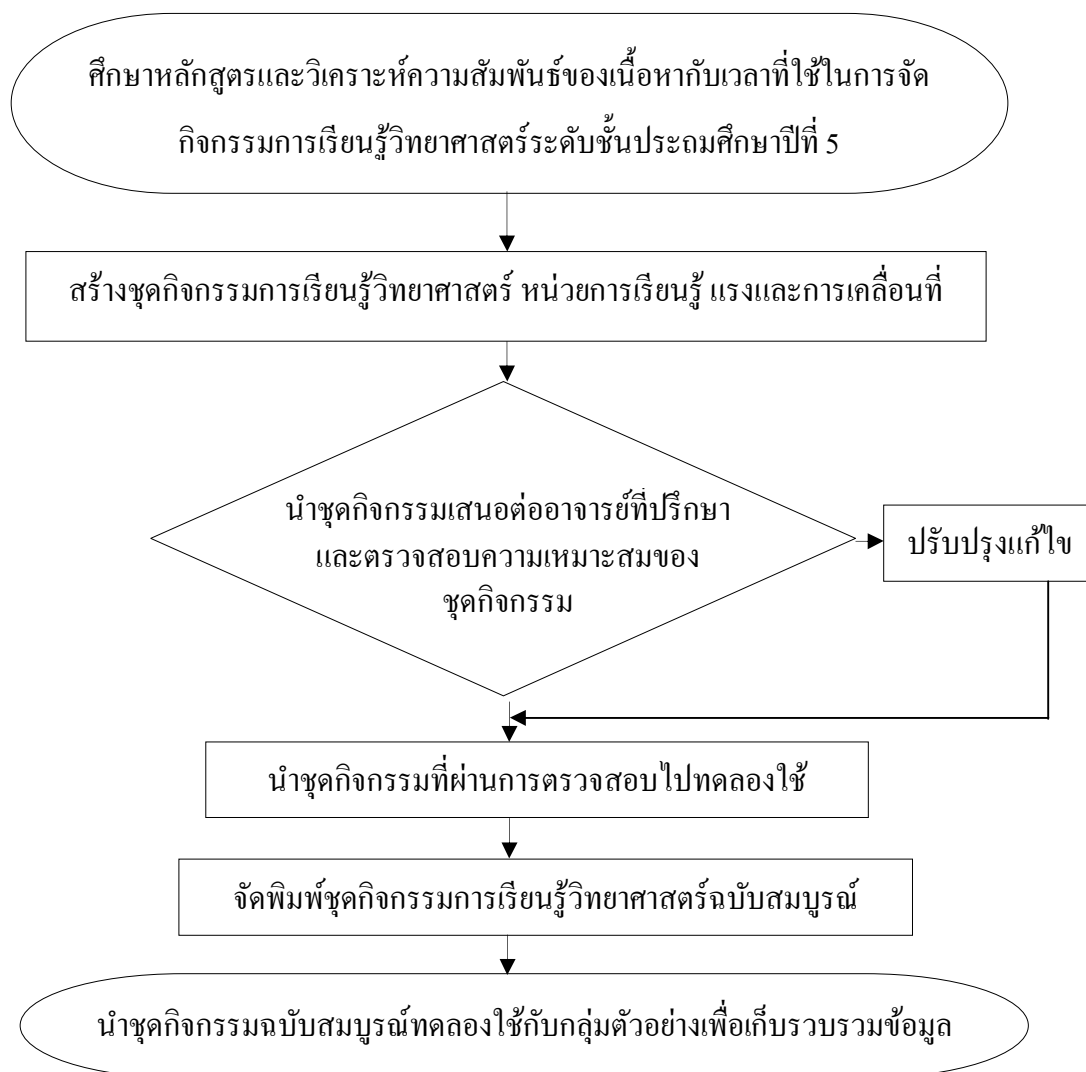 ศึกษาหลักสูตรและวิเคราะห์ความสัมพันธ์ของเนื้อหากับเวลาที่ใช้ในการจัด
กิจกรรมการเรียนรู้วิทยาศาสตร์ระดับชั้นประถมศึกษาปีที่ 5
สร้างชุดกิจกรรมการเรียนรู้วิทยาศาสตร์ หน่วยการเรียนรู้ แรงและการเคลื่อนที่
นำชุดกิจกรรมเสนอต่ออาจารย์ที่ปรึกษา
และตรวจสอบความเหมาะสมของ
ชุดกิจกรรม
ปรับปรุงแก้ไข
นำชุดกิจกรรมที่ผ่านการตรวจสอบไปทดลองใช้
จัดพิมพ์ชุดกิจกรรมการเรียนรู้วิทยาศาสตร์ฉบับสมบูรณ์
นำชุดกิจกรรมฉบับสมบูรณ์ทดลองใช้กับกลุ่มตัวอย่างเพื่อเก็บรวบรวมข้อมูล